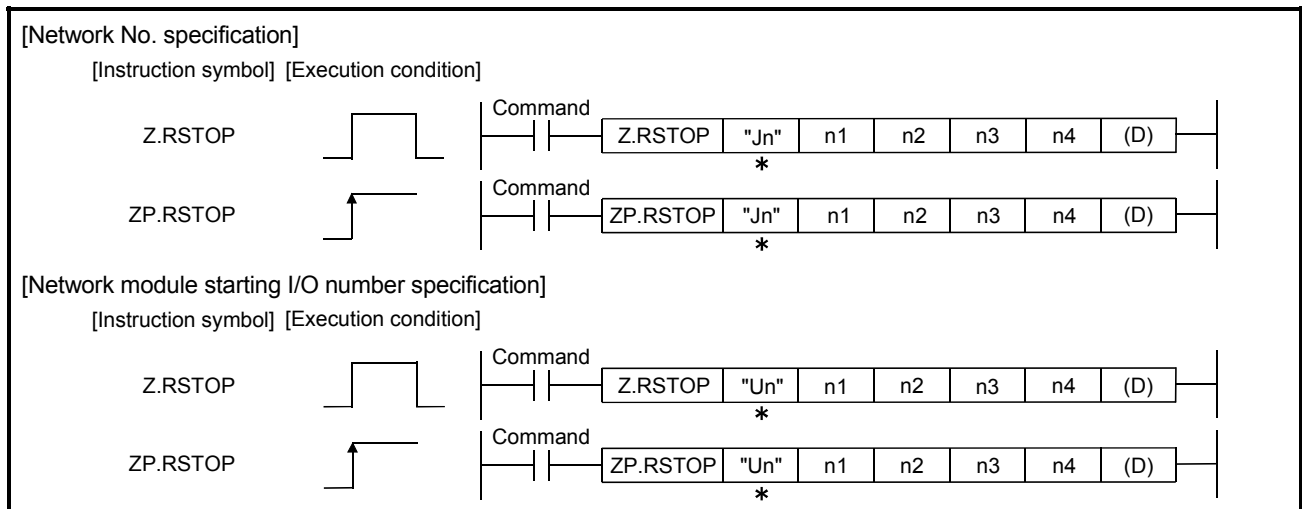 [Network No. specification]
[Instruction symbol] [Execution condition]
Command
Z.RSTOP Z.RSTOP "Jn" n1 n2 n3 n4 (D)
*
Command
ZP.RSTOP ZP.RSTOP "Jn" n1 n2 n3 n4 (D)
*
[Network module starting I/O number specification]
[Instruction symbol] [Execution condition]
Command
Z.RSTOP Z.RSTOP "Un" n1 n2 n3 n4 (D)
*
Command
ZP.RSTOP ZP.RSTOP "Un" n1 n2 n3 n4 (D)
*